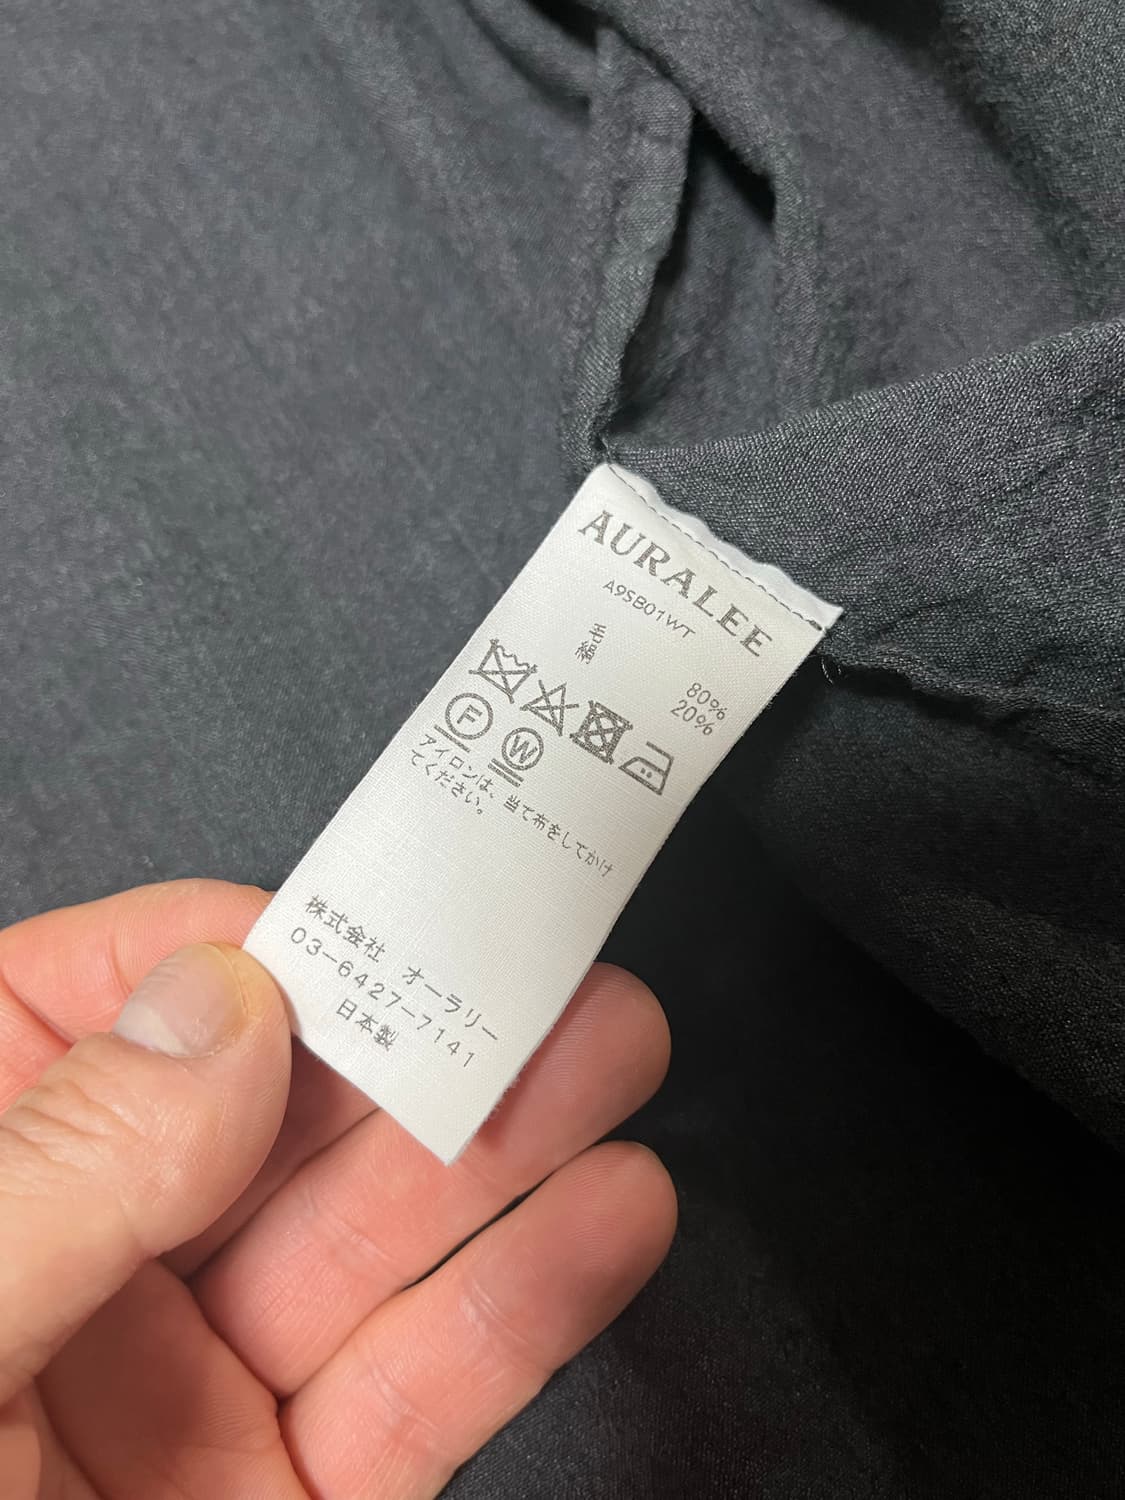 AURALEE
A9SB01WT
毛 80%
絹 20%
F W
アイロンは、当て布をしてかけ
てください。
株式会社 オーラリー
03-6427-7141
日本製